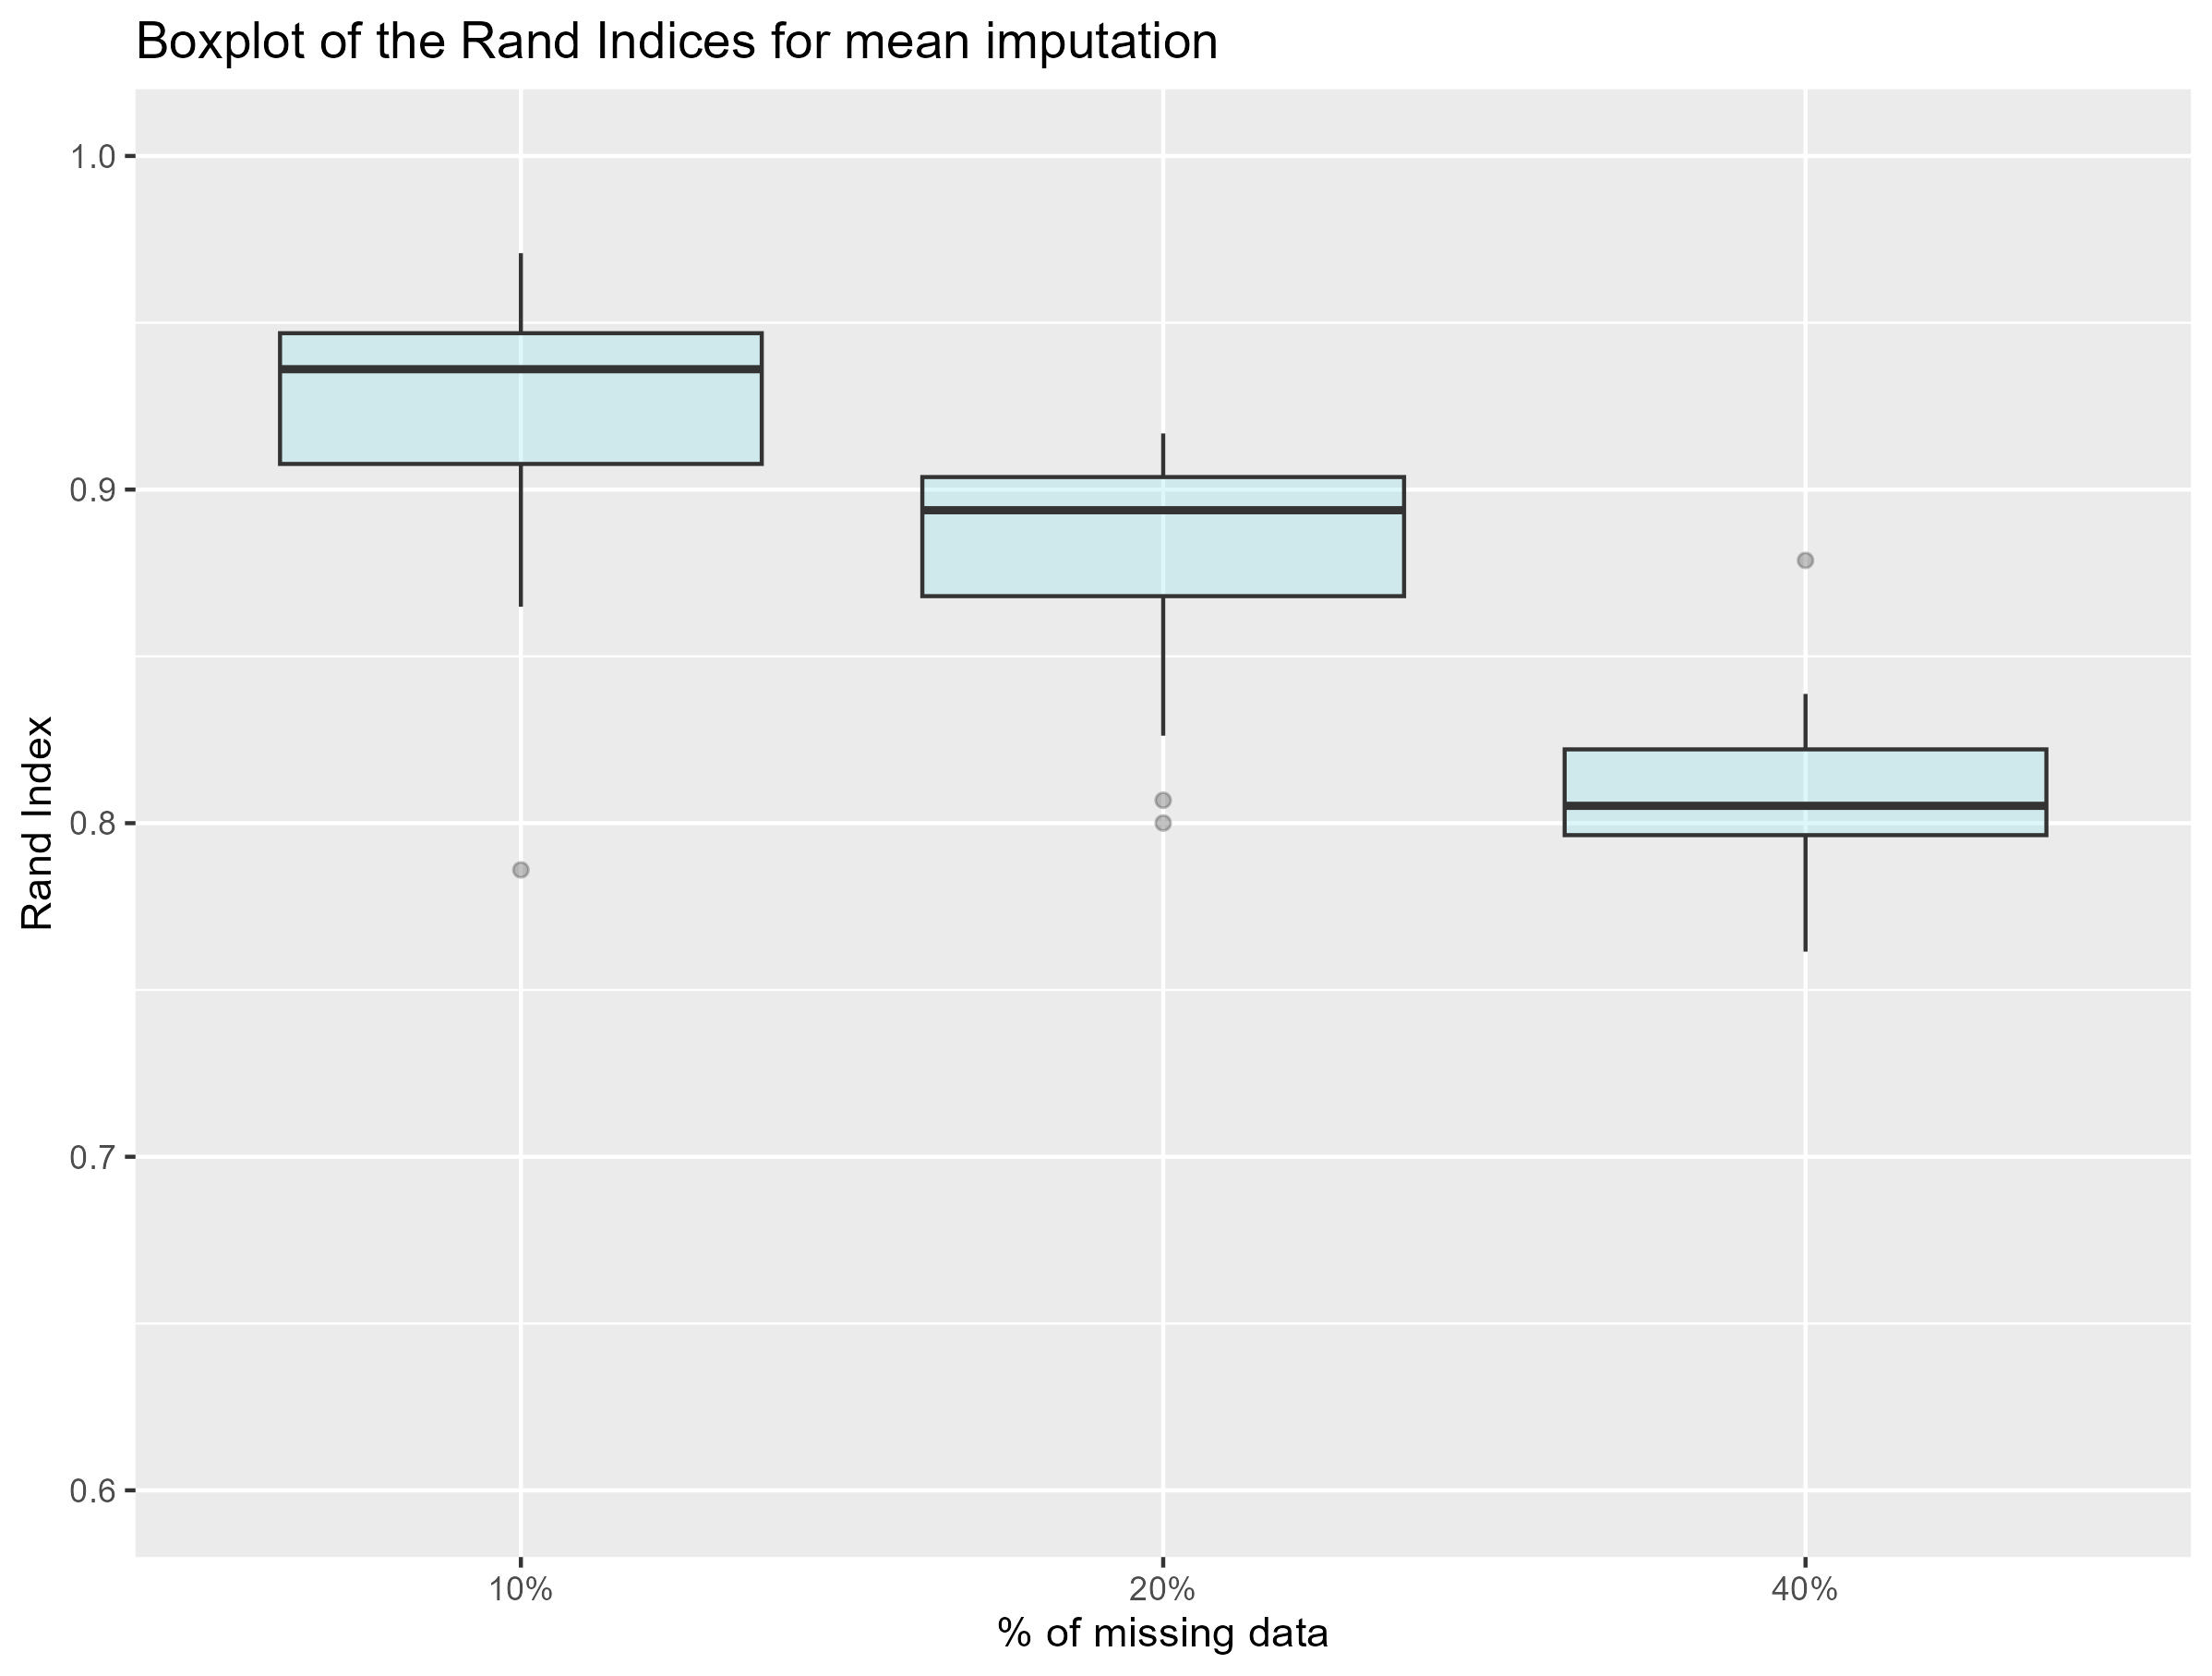 Boxplot of the Rand Indices for mean imputation
1.0
0.9
0.8
0.7
0.6
Rand Index
10%
20%
40%
% of missing data